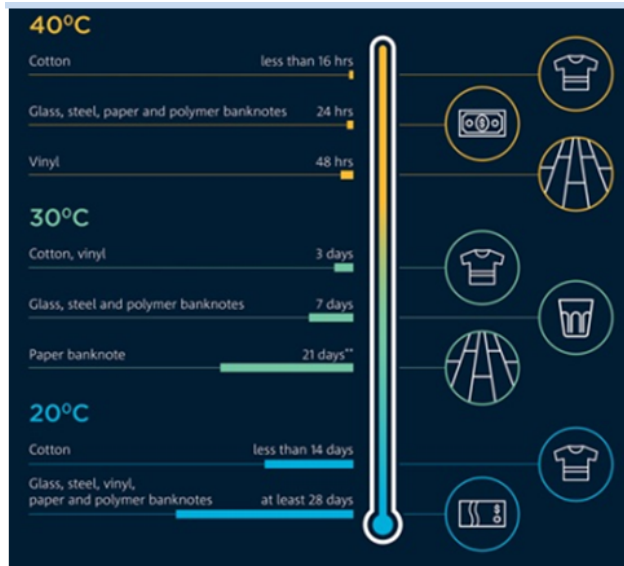 40°C
Cotton less than 16 hrs
Glass, steel, paper and polymer banknotes 24 hrs
Vinyl 48 hrs
30°C
Cotton, vinyl 3 days
Glass, steel and polymer banknotes 7 days
Paper banknote 21 days**
20°C
Cotton less than 14 days
Glass, steel, vinyl,
paper and polymer banknotes at least 28 days
$
$